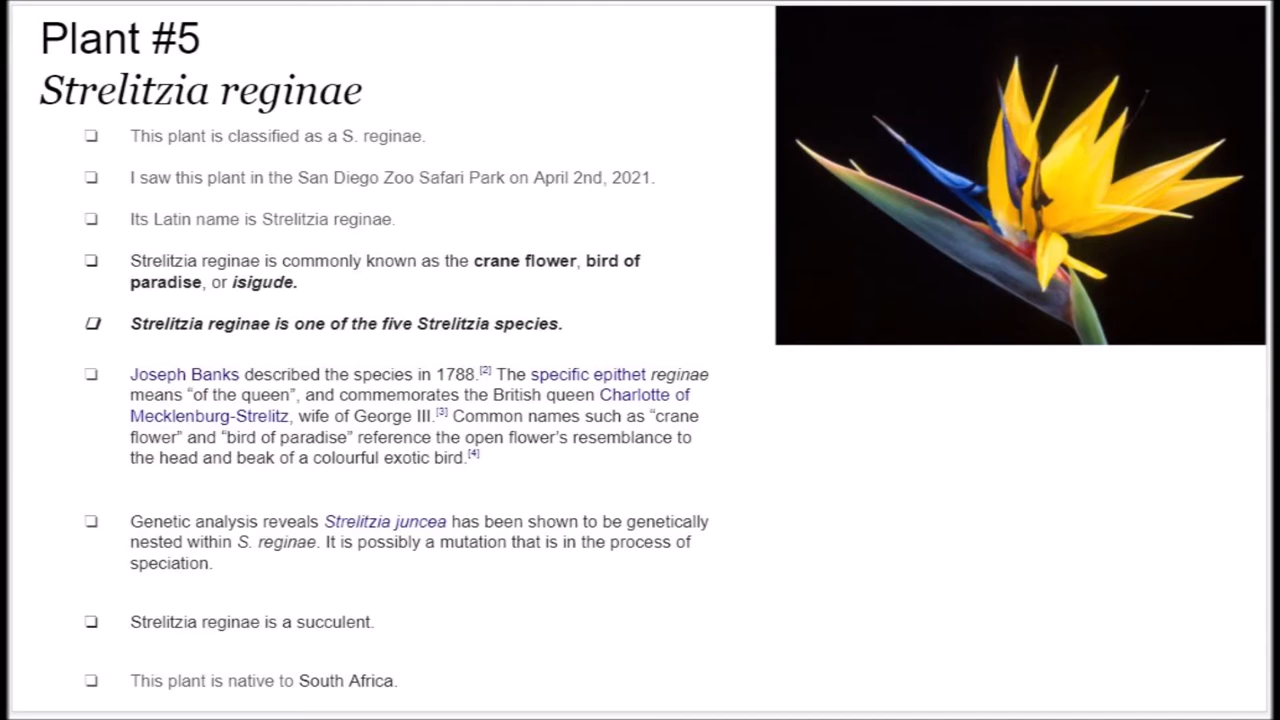 Plant #5
Strelitzia reginae
❏ This plant is classified as a S. reginae.
❏ I saw this plant in the San Diego Zoo Safari Park on April 2nd, 2021.
❏ Its Latin name is Strelitzia reginae.
❏ Strelitzia reginae is commonly known as the crane flower, bird of
paradise, or isigude.
❏ Strelitzia reginae is one of the five Strelitzia species.
❏ Joseph Banks described the species in 1788.[2] The specific epithet reginae
means “of the queen”, and commemorates the British queen Charlotte of
Mecklenburg-Strelitz, wife of George III.[3] Common names such as “crane
flower” and “bird of paradise” reference the open flower’s resemblance to
the head and beak of a colourful exotic bird.[4]
❏ Genetic analysis reveals Strelitzia juncea has been shown to be genetically
nested within S. reginae. It is possibly a mutation that is in the process of
speciation.
❏ Strelitzia reginae is a succulent.
❏ This plant is native to South Africa.